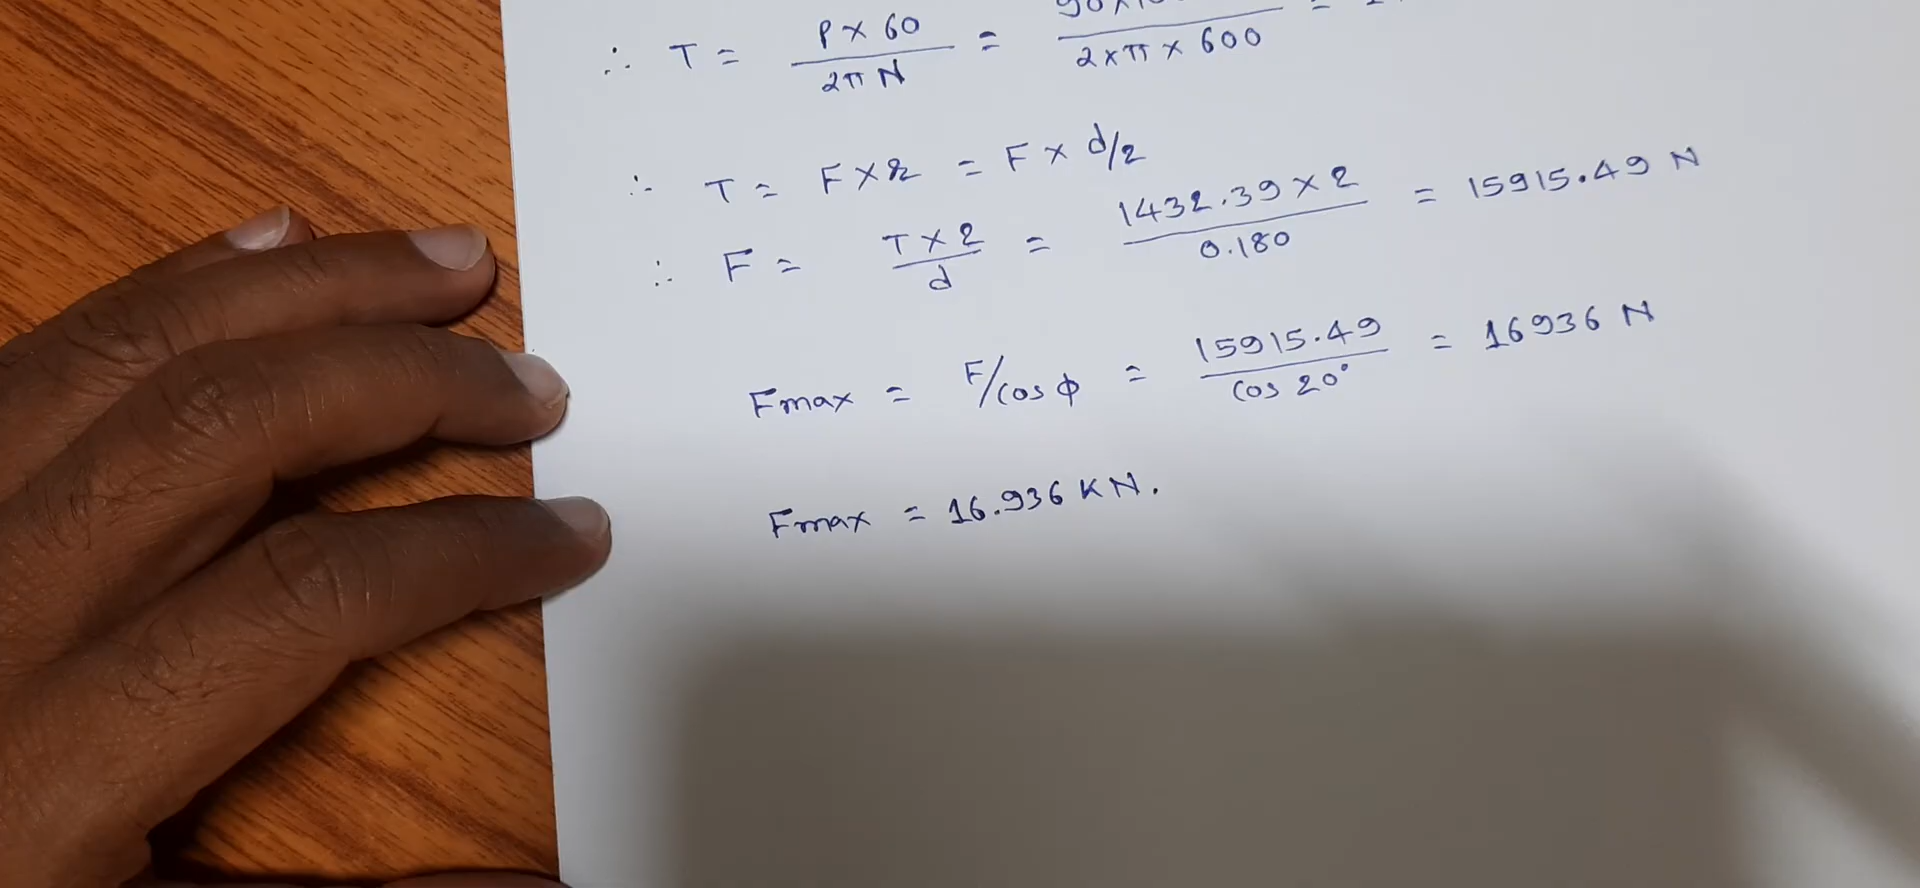 ∴ T = P × 60 / 2π N = / 2 × π × 600 =
∴ T = F × r = F × d/2
∴ F = T × 2 / d = 1432.39 × 2 / 0.180 = 15915.49 N
Fmax = F/cos φ = 15915.49 / cos 20° = 16936 N
Fmax = 16.936 KN.